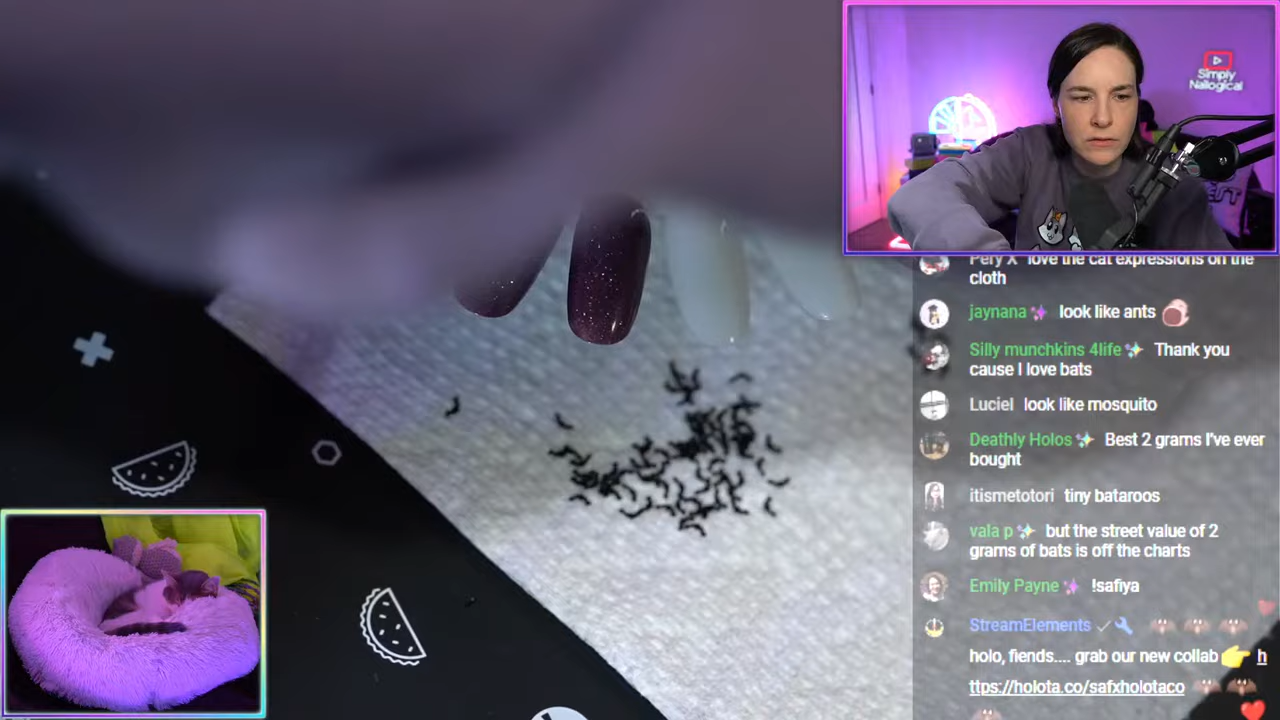 Simply
Nailogical
Pery X love the cat expressions on the
cloth
jaynana look like ants
Silly munchkins 4life Thank you
cause I love bats
Luciel look like mosquito
Deathly Holos Best 2 grams I've ever
bought
itismetotori tiny bataroos
vala p but the street value of 2
grams of bats is off the charts
Emily Payne !safiya
StreamElements
holo, fiends.... grab our new collab h
ttps://holota.co/safxholotaco